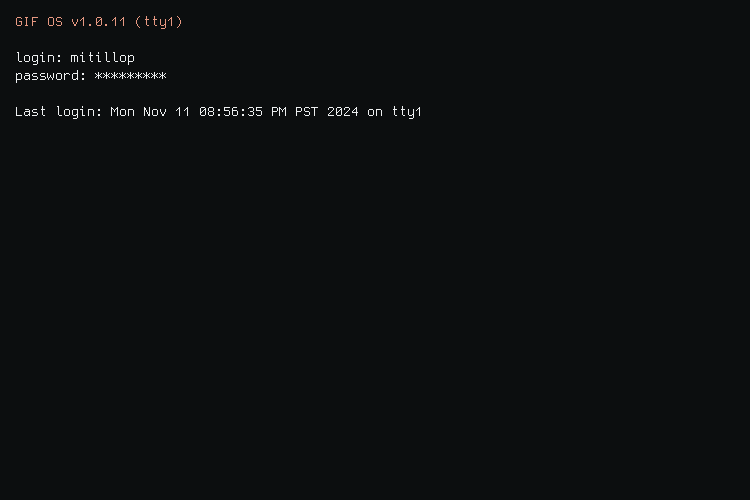 GIF OS v1.0.11 (tty1)
login: mitillop
password: *********
Last login: Mon Nov 11 08:56:35 PM PST 2024 on tty1